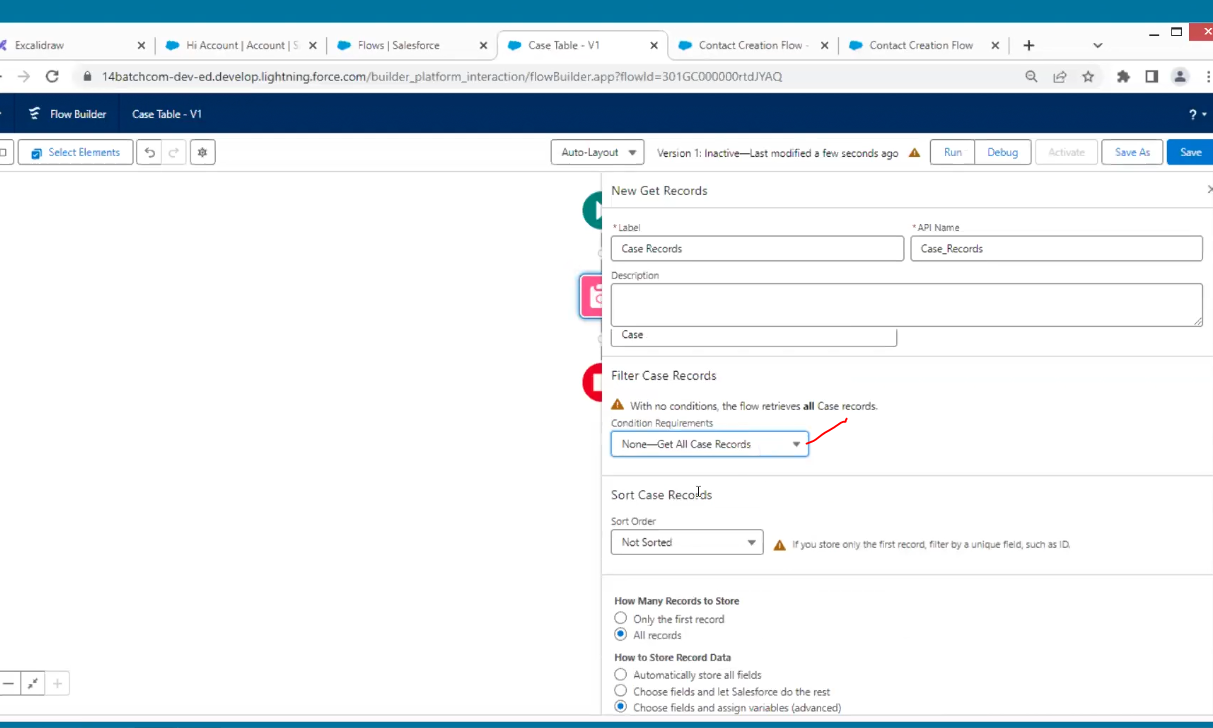 Excalidraw
Hi Account | Account | S
Flows | Salesforce
Case Table - V1
Contact Creation Flow -
Contact Creation Flow
14batchcom-dev-ed.develop.lightning.force.com/builder_platform_interaction/flowBuilder.app?flowId=301GC000000rtdJYAQ
Flow Builder
Case Table - V1
?
Select Elements
Auto-Layout
Version 1: Inactive—Last modified a few seconds ago
Run
Debug
Activate
Save As
Save
New Get Records
* Label
* API Name
Case Records
Case_Records
Description
Case
Filter Case Records
With no conditions, the flow retrieves all Case records.
Condition Requirements
None—Get All Case Records
Sort Case Records
Sort Order
Not Sorted
If you store only the first record, filter by a unique field, such as ID.
How Many Records to Store
Only the first record
All records
How to Store Record Data
Automatically store all fields
Choose fields and let Salesforce do the rest
Choose fields and assign variables (advanced)